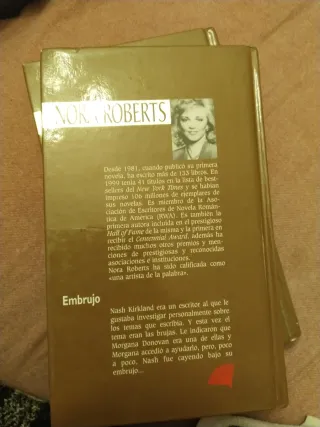 NORA ROBERTS
Desde 1981, cuando publicó su primera
novela, ha escrito más de 133 libros. En
1999 tenía 41 títulos en la lista de best-
sellers del New York Times y se habían
impreso 106 millones de ejemplares de
sus novelas. Es miembro de la Aso-
ciación de Escritores de Novela Román-
tica de América (RWA). Es también la
primera autora incluida en el prestigioso
Hall of Fame de la misma y la primera en
recibir el Centennial Award, además ha
recibido muchos otros premios y men-
ciones de prestigiosas y reconocidas
asociaciones e instituciones.
Nora Roberts ha sido calificada como
«una artista de la palabra».
Embrujo
Nash Kirkland era un escritor al que le
gustaba investigar personalmente sobre
los temas que escribía. Y esta vez el
tema eran las brujas. Le indicaron que
Morgana Donovan era una de ellas y
Morgana accedió a ayudarlo, pero, poco
a poco, Nash fue cayendo bajo su
embrujo...